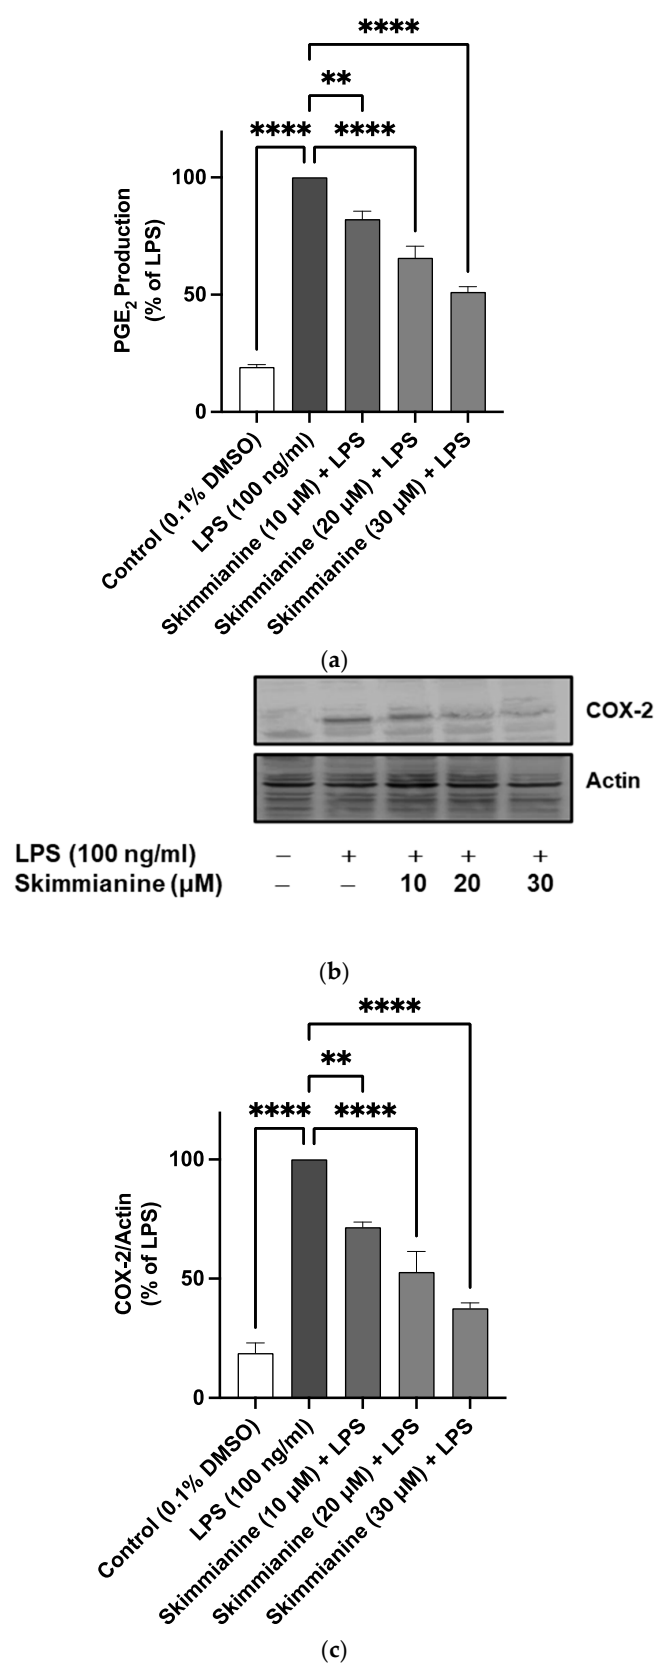 ****
**
**** ****
100
50
0
PGE2 Production
(% of LPS)
Control (0.1% DMSO)
LPS (100 ng/ml)
Skimmianine (10 µM) + LPS
Skimmianine (20 µM) + LPS
Skimmianine (30 µM) + LPS
(a)
COX-2
Actin
LPS (100 ng/ml) – + + + +
Skimmianine (µM) – – 10 20 30
(b)
****
**
**** ****
100
50
0
COX-2/Actin
(% of LPS)
Control (0.1% DMSO)
LPS (100 ng/ml)
Skimmianine (10 µM) + LPS
Skimmianine (20 µM) + LPS
Skimmianine (30 µM) + LPS
(c)